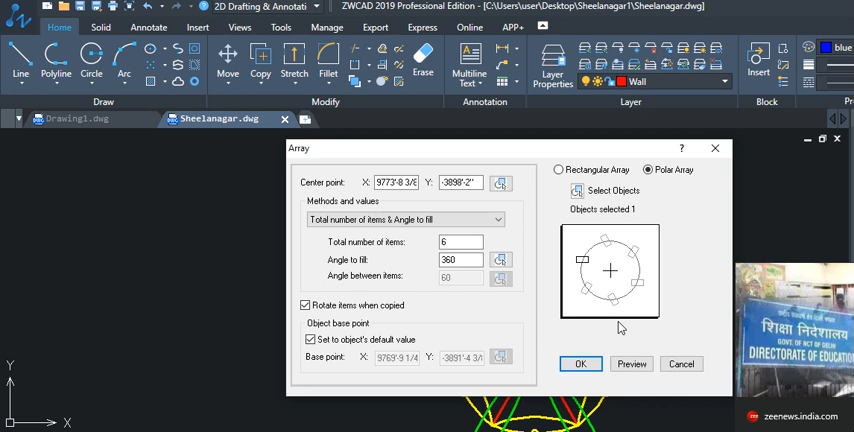 2D Drafting & Annotati
ZWCAD 2019 Professional Edition - [C:\Users\user\Desktop\Sheelanagar1\Sheelanagar.dwg]
Home Solid Annotate Insert Views Tools Manage Export Express Online APP+
Line Polyline Circle Arc
Move Copy Stretch Fillet Erase
Multiline Text
Layer Properties
Wall
Insert
blue
Draw Modify Annotation Layer Block
Drawing1.dwg Sheelanagar.dwg
Array
Center point: X: 9773'-8 3/8 Y: -3898'-2"
Rectangular Array Polar Array
Select Objects
Objects selected 1
Methods and values
Total number of items & Angle to fill
Total number of items: 6
Angle to fill: 360
Angle between items: 60
Rotate items when copied
Object base point
Set to object's default value
Base point: X: 9769'-9 1/4 Y: -3891'-4 3/
OK Preview Cancel
Y
X
शिक्षा निदेशालय
GOVT. OF NCT OF DELHI
DIRECTORATE OF EDUCATIO
zeenews.india.com